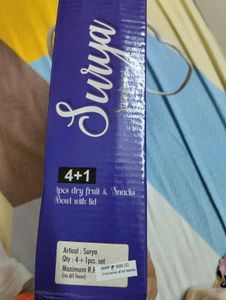 Surya
4+1
4pcs dry fruit & Snacks
Bowl with lid
Artical : Surya
Qty : 4+1pcs. set
Maximum R.P
(Inc.All Taxes)
MRP ₹